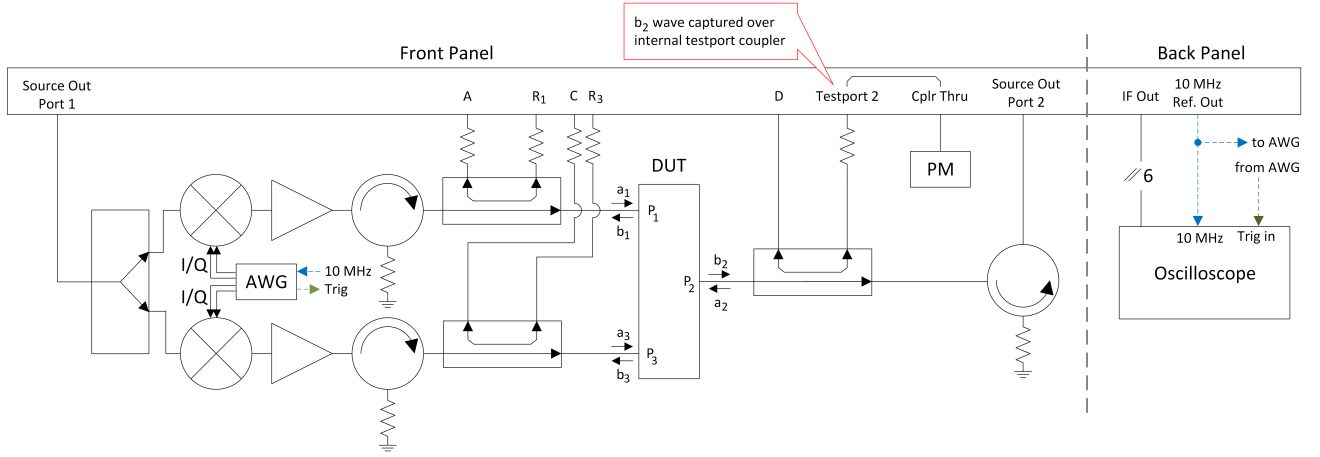 b2 wave captured over
internal testport coupler
Front Panel
Back Panel
Source Out
Port 1
A
R1
C
R3
D
Testport 2
Cplr Thru
Source Out
Port 2
IF Out
10 MHz
Ref. Out
to AWG
from AWG
PM
6
DUT
a1
P1
b1
I/Q
AWG
10 MHz
Trig
I/Q
b2
P2
a2
10 MHz
Trig in
Oscilloscope
a3
P3
b3